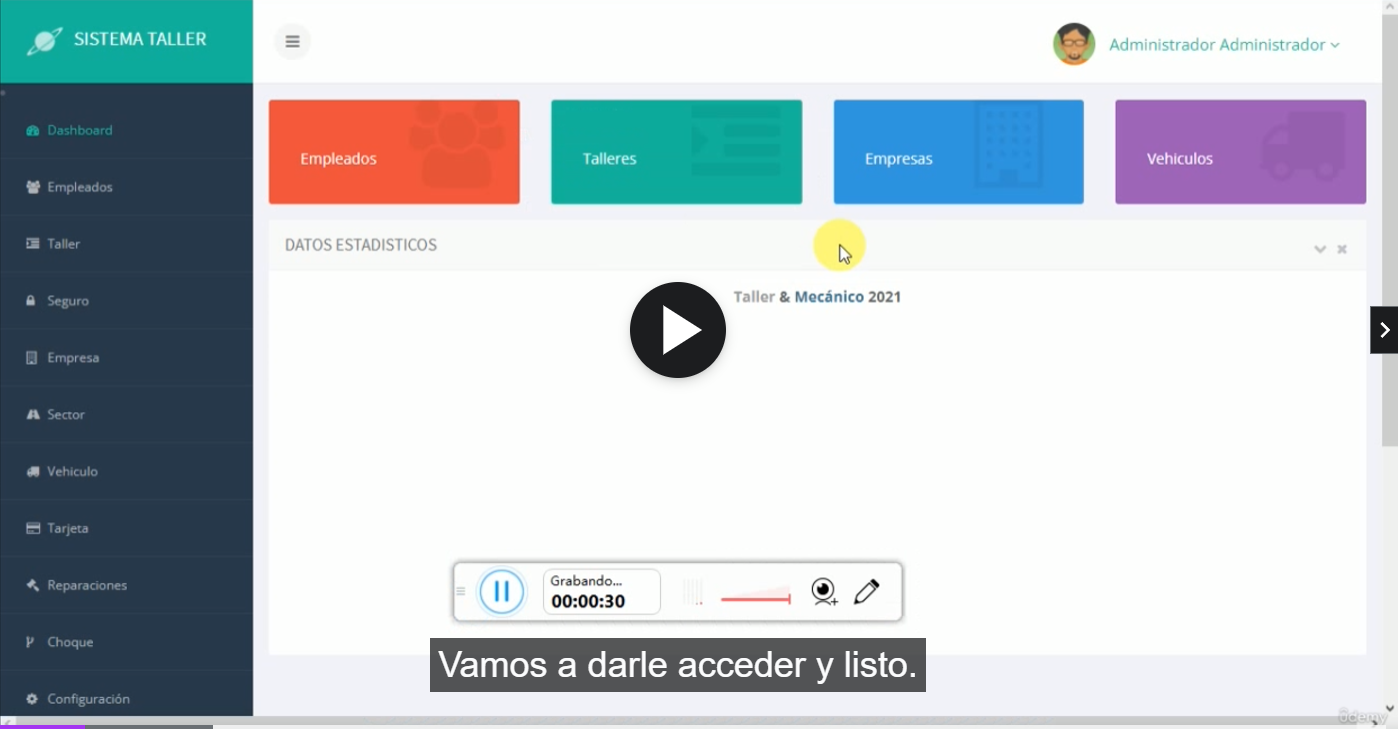 SISTEMA TALLER
Administrador Administrador
Dashboard
Empleados
Taller
Seguro
Empresa
Sector
Vehiculo
Tarjeta
Reparaciones
Choque
Configuración
Empleados
Talleres
Empresas
Vehiculos
DATOS ESTADISTICOS
Taller & Mecánico 2021
Grabando...
00:00:30
Vamos a darle acceder y listo.
ûdemy